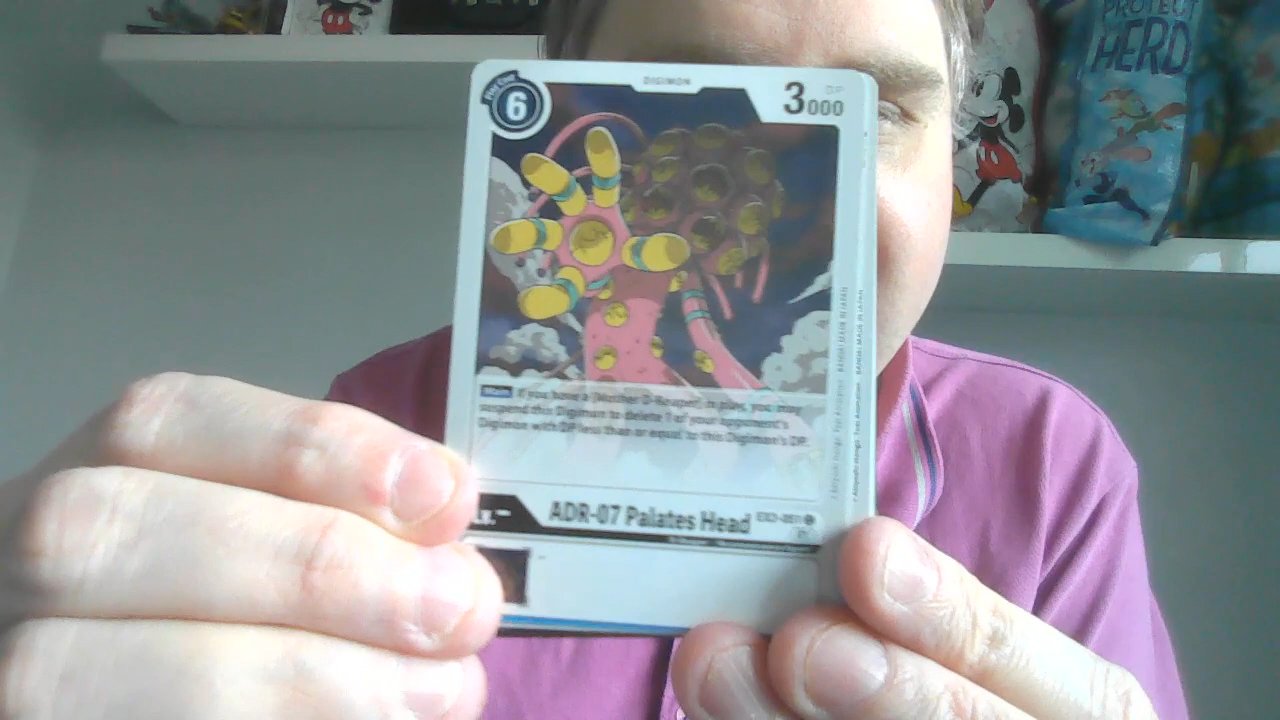 PROTECT
HERD
DIGIMON
Play Cost
6
DP
3000
[Main] If you have a [Mother D-Reaper] in play, you may
suspend this Digimon to delete 1 of your opponent's
Digimon with DP less than or equal to this Digimon's DP.
Lv.--
ADR-07 Palates Head